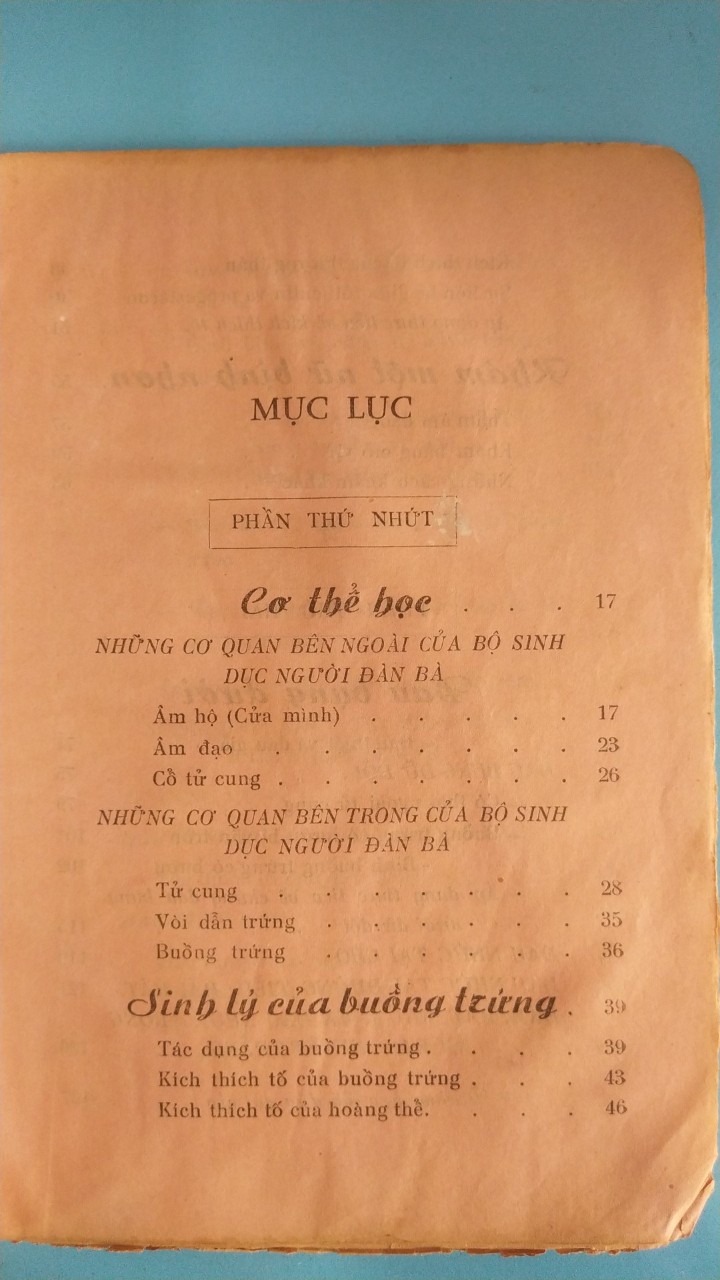 MỤC LỤC
PHẦN THỨ NHỨT
Cơ thể học . . . 17
NHỮNG CƠ QUAN BÊN NGOÀI CỦA BỘ SINH
DỤC NGƯỜI ĐÀN BÀ
Âm hộ (Cửa mình) . . . . . 17
Âm đạo . . . . . . 23
Cổ tử cung . . . . . . . 26
NHỮNG CƠ QUAN BÊN TRONG CỦA BỘ SINH
DỤC NGƯỜI ĐÀN BÀ
Tử cung . . . . . . . 28
Vòi dẫn trứng . . . . . . 35
Buồng trứng . . . . . . 36
Sinh lý của buồng trứng . 39
Tác dụng của buồng trứng . . . . 39
Kích thích tố của buồng trứng . . . 43
Kích thích tố của hoàng thể. . . . 46